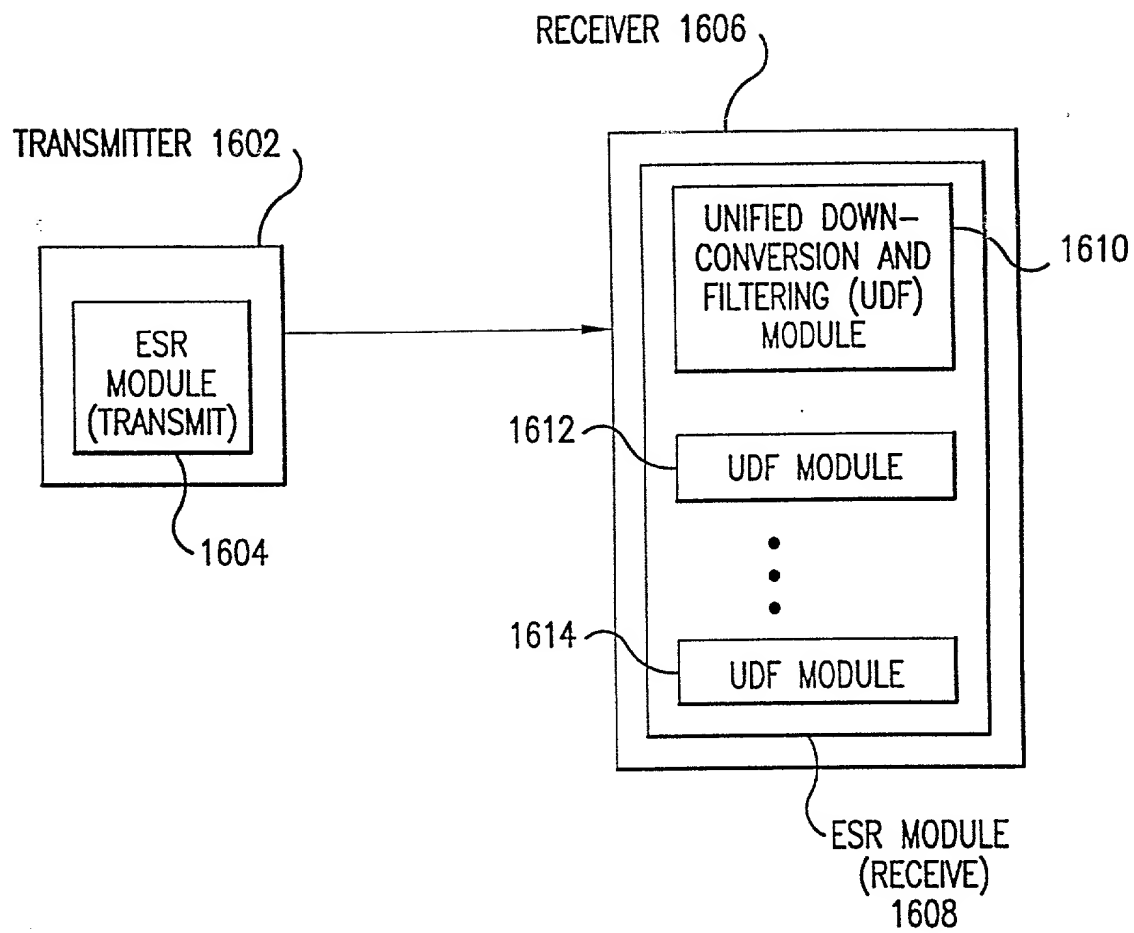 RECEIVER 1606
TRANSMITTER 1602
UNIFIED DOWN-
CONVERSION AND
FILTERING (UDF)
MODULE
1610
ESR
MODULE
(TRANSMIT)
1604
1612
UDF MODULE
1614
UDF MODULE
ESR MODULE
(RECEIVE)
1608